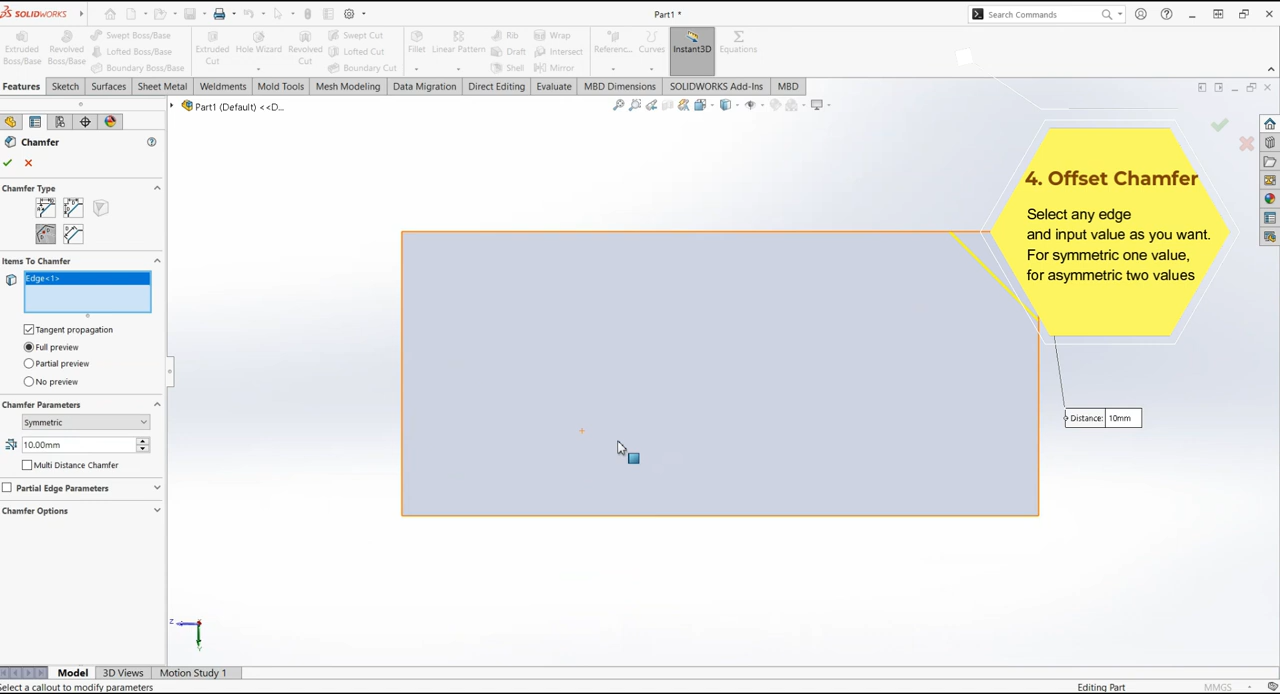 SOLIDWORKS
Part1 *
Search Commands
Extruded Boss/Base
Revolved Boss/Base
Swept Boss/Base
Lofted Boss/Base
Boundary Boss/Base
Extruded Cut
Hole Wizard
Revolved Cut
Swept Cut
Lofted Cut
Boundary Cut
Fillet
Linear Pattern
Rib
Draft
Shell
Wrap
Intersect
Mirror
Referenc...
Curves
Instant3D
Equations
Features
Sketch
Surfaces
Sheet Metal
Weldments
Mold Tools
Mesh Modeling
Data Migration
Direct Editing
Evaluate
MBD Dimensions
SOLIDWORKS Add-Ins
MBD
Part1 (Default) <<D...
Chamfer
Chamfer Type
Items To Chamfer
Edge<1>
Tangent propagation
Full preview
Partial preview
No preview
Chamfer Parameters
Symmetric
10.00mm
Multi Distance Chamfer
Partial Edge Parameters
Chamfer Options
4. Offset Chamfer
Select any edge
and input value as you want.
For symmetric one value,
for asymmetric two values
Distance: 10mm
Z
Model
3D Views
Motion Study 1
Select a callout to modify parameters
Editing Part
MMGS